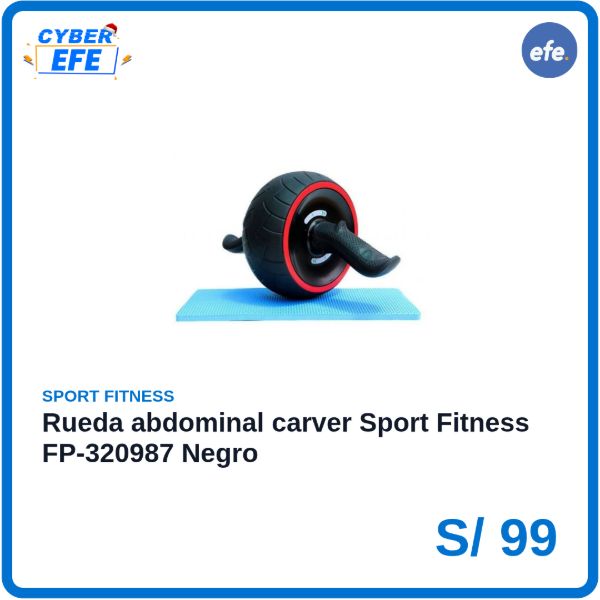 CYBER
EFE
efe.
SPORT FITNESS
Rueda abdominal carver Sport Fitness
FP-320987 Negro
S/ 99